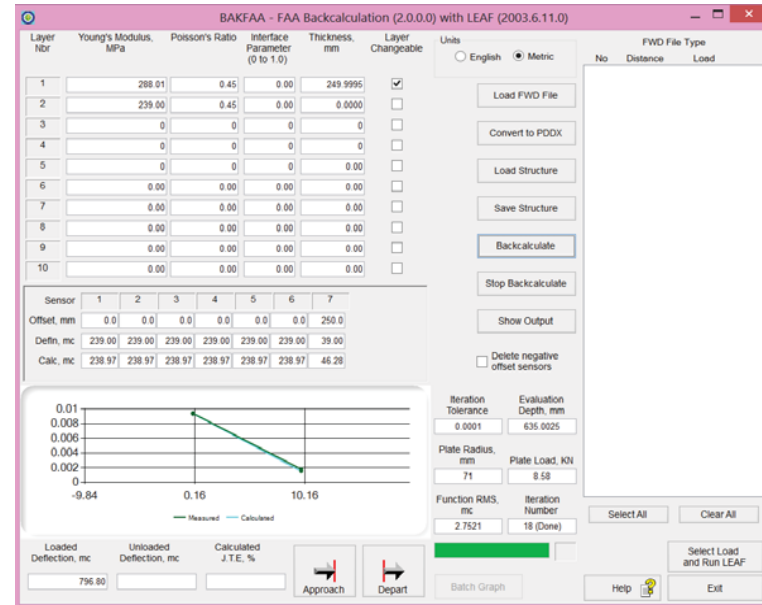 BAKFAA - FAA Backcalculation (2.0.0.0) with LEAF (2003.6.11.0)
Layer Nbr Young's Modulus, MPa Poisson's Ratio Interface Parameter (0 to 1.0) Thickness, mm Layer Changeable
1 288.01 0.45 0.00 249.9995
2 239.00 0.45 0.00 0.0000
3 0 0 0 0
4 0 0 0 0
5 0 0 0 0.00
6 0.00 0.00 0.00 0.00
7 0.00 0.00 0.00 0.00
8 0.00 0.00 0.00 0.00
9 0.00 0.00 0.00 0.00
10 0.00 0.00 0.00 0.00
Sensor 1 2 3 4 5 6 7
Offset, mm 0.0 0.0 0.0 0.0 0.0 0.0 250.0
Defln, mc 239.00 239.00 239.00 239.00 239.00 239.00 39.00
Calc, mc 238.97 238.97 238.97 238.97 238.97 238.97 46.28
0.01
0.008
0.006
0.004
0.002
0
-9.84 0.16 10.16
Measured Calculated
Loaded Deflection, mc Unloaded Deflection, mc Calculated J.T.E, %
796.80
Approach Depart
Units
English Metric
Load FWD File
Convert to PDDX
Load Structure
Save Structure
Backcalculate
Stop Backcalculate
Show Output
Delete negative
offset sensors
Iteration Tolerance Evaluation Depth, mm
0.0001 635.0025
Plate Radius, mm Plate Load, KN
71 8.58
Function RMS, mc Iteration Number
2.7521 18 (Done)
Batch Graph
FWD File Type
No Distance Load
Select All Clear All
Select Load
and Run LEAF
Help Exit